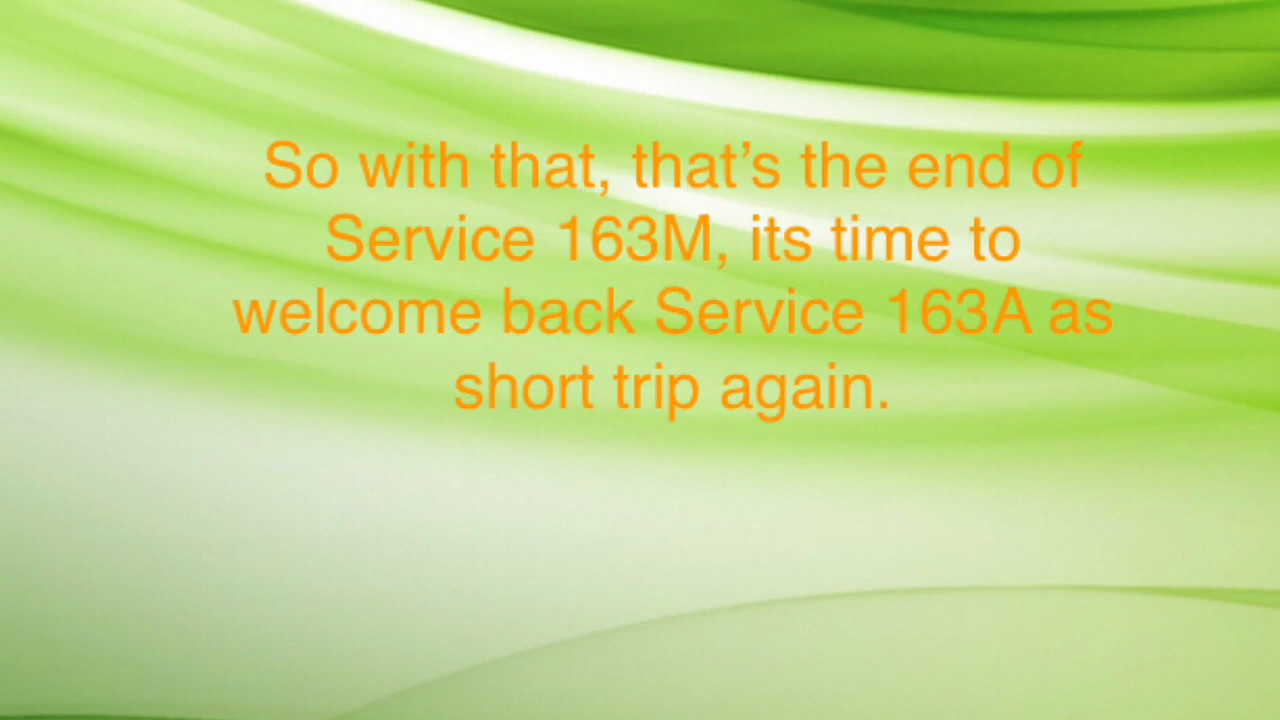 So with that, that’s the end of
Service 163M, its time to
welcome back Service 163A as
short trip again.